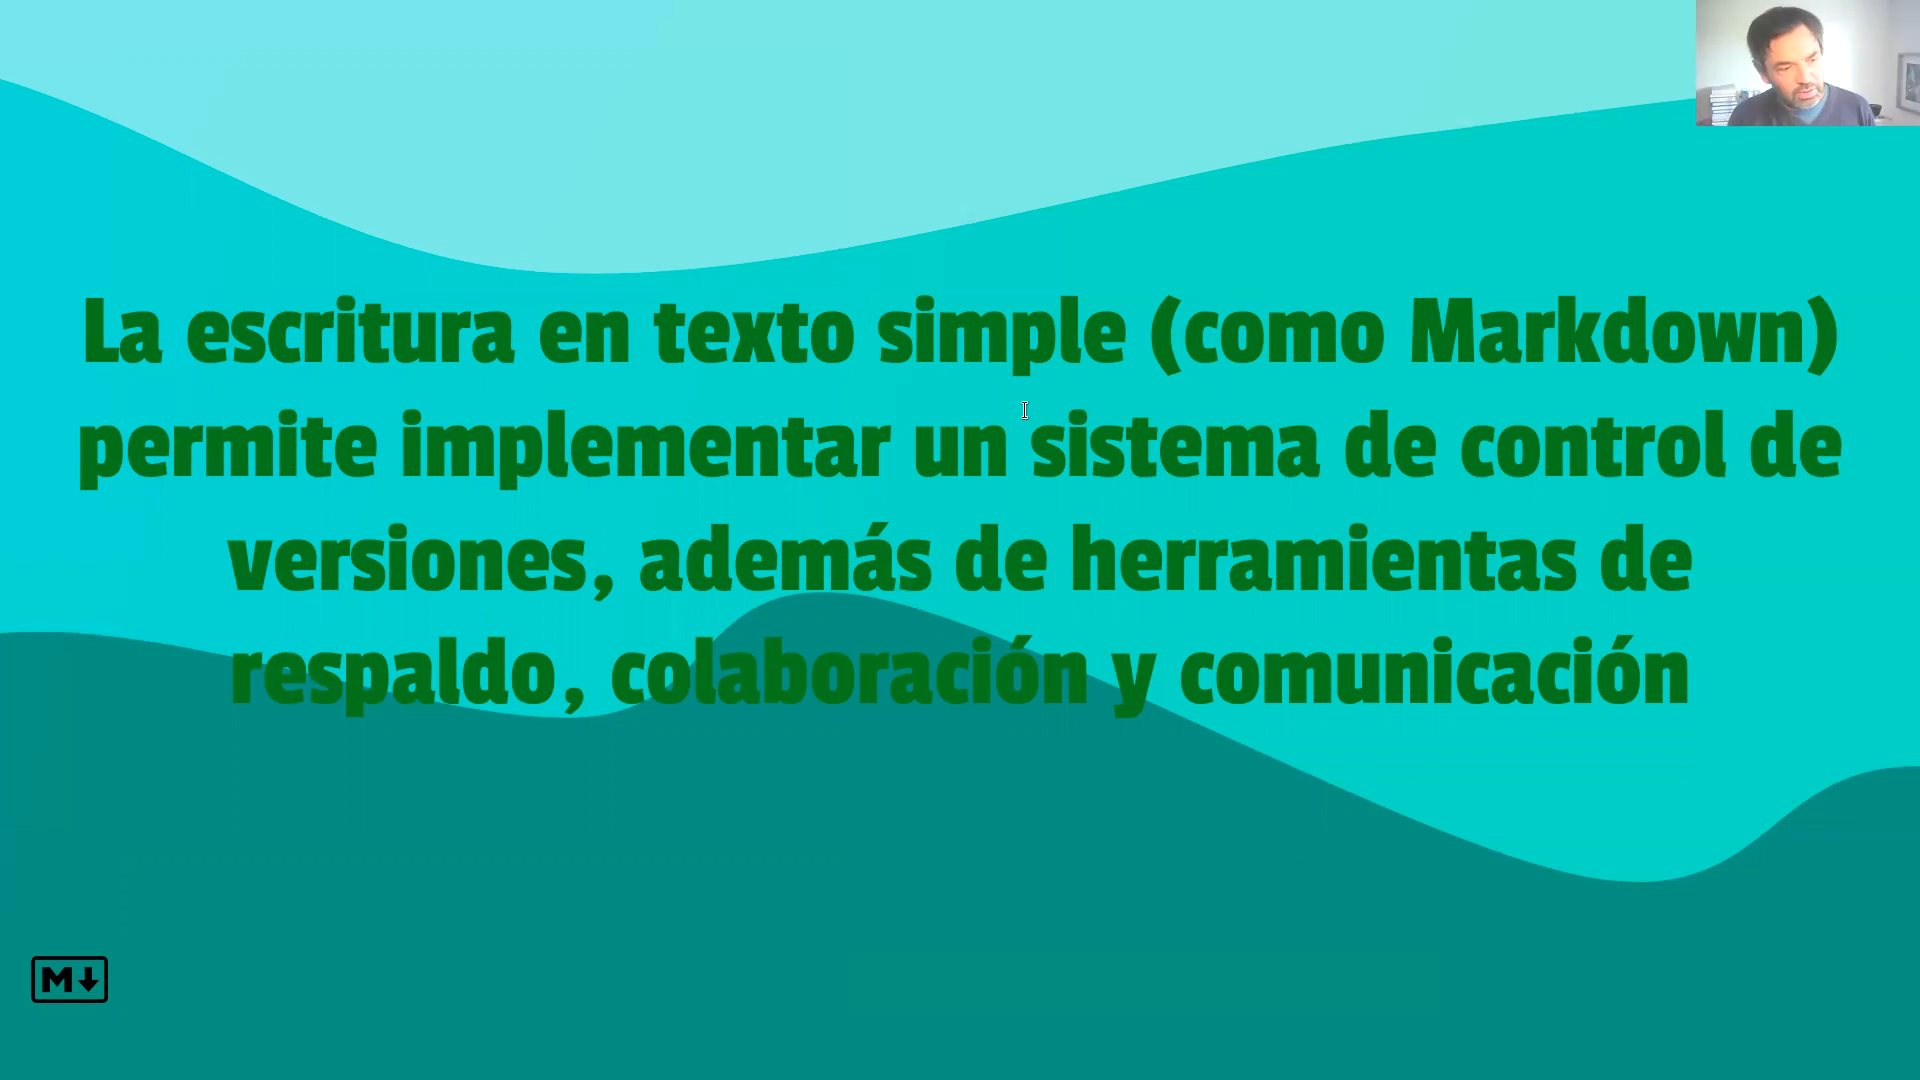 La escritura en texto simple (como Markdown)
permite implementar un sistema de control de
versiones, además de herramientas de
respaldo, colaboración y comunicación
M